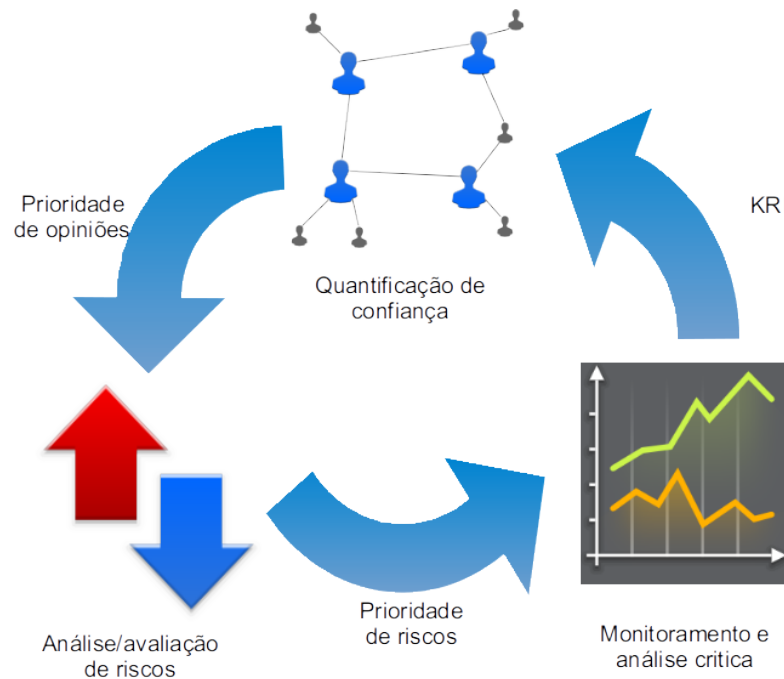 Prioridade
de opiniões
KR
Quantificação de
confiança
Prioridade
de riscos
Análise/avaliação
de riscos
Monitoramento e
análise critica